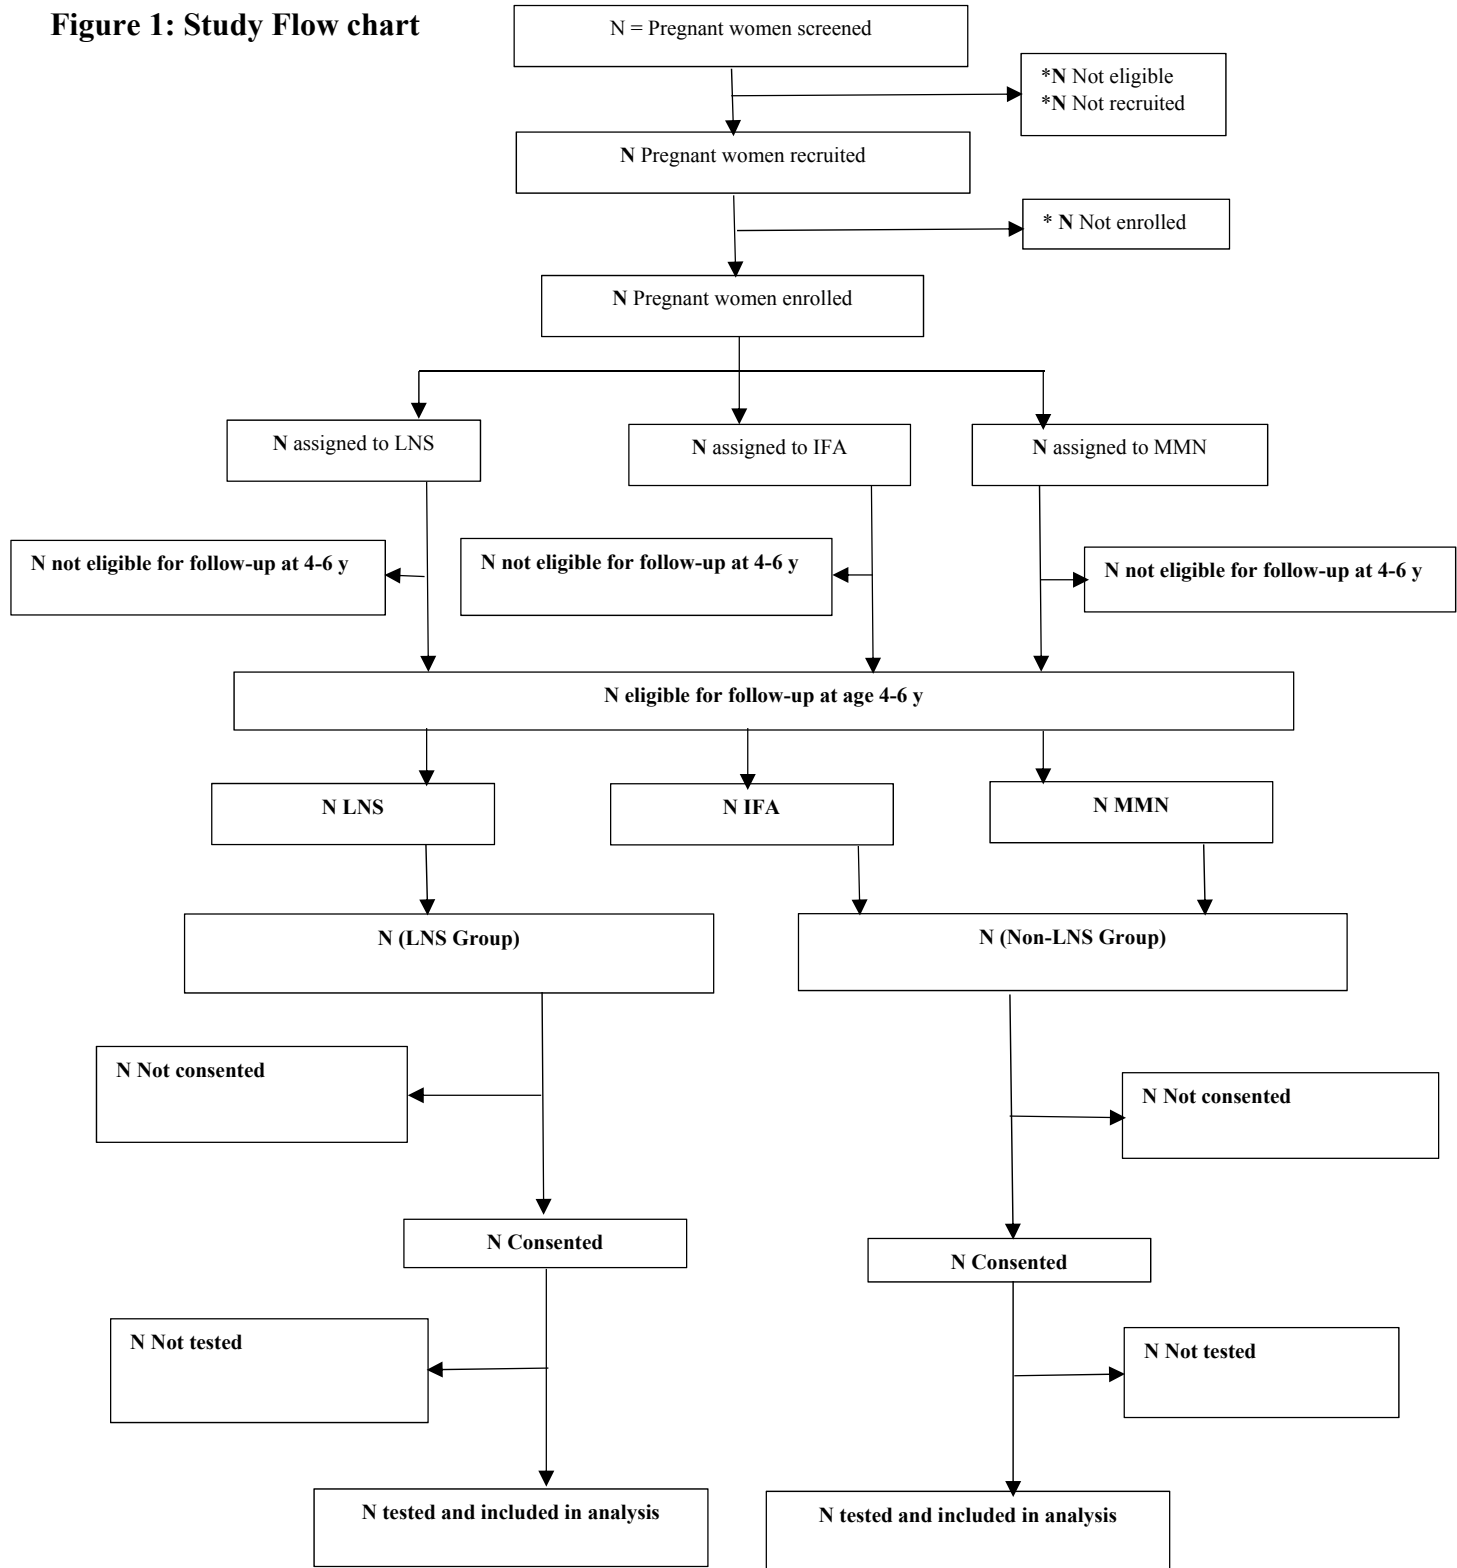 Figure 1: Study Flow chart
N = Pregnant women screened
*N Not eligible
*N Not recruited
N Pregnant women recruited
* N Not enrolled
N Pregnant women enrolled
N assigned to LNS
N assigned to IFA
N assigned to MMN
N not eligible for follow-up at 4-6 y
N not eligible for follow-up at 4-6 y
N not eligible for follow-up at 4-6 y
N eligible for follow-up at age 4-6 y
N LNS
N IFA
N MMN
N (LNS Group)
N (Non-LNS Group)
N Not consented
N Not consented
N Consented
N Consented
N Not tested
N Not tested
N tested and included in analysis
N tested and included in analysis